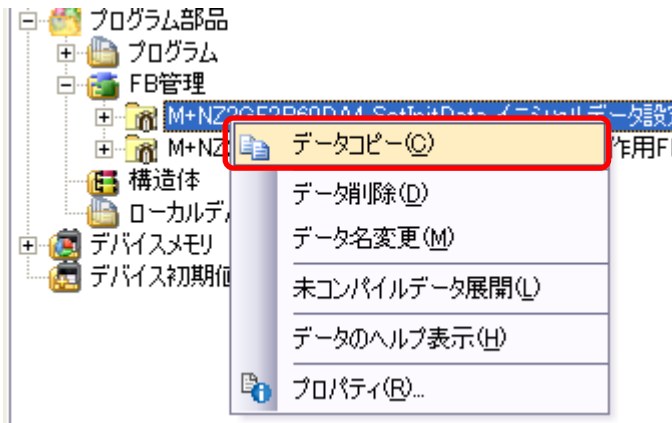 プログラム部品
プログラム
FB管理
M+NZ2GF2B60DA4_SetInitData イニシャルデータ設定
M+NZ 作用F
構造体
ローカルデ
デバイスメモリ
デバイス初期値
データコピー(C)
データ削除(D)
データ名変更(M)
未コンパイルデータ展開(L)
データのヘルプ表示(H)
プロパティ(R)...